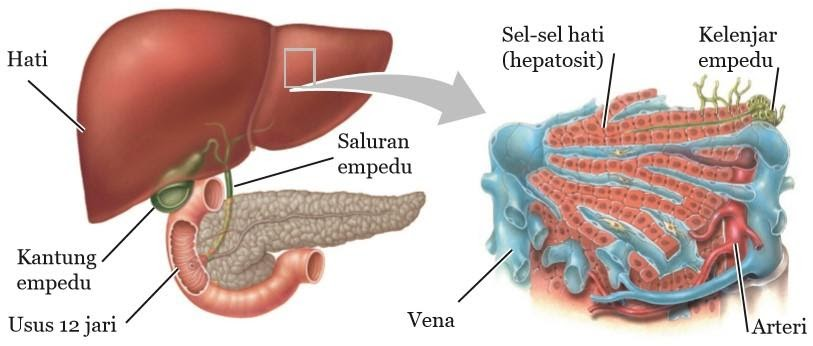 Hati
Saluran
empedu
Kantung
empedu
Usus 12 jari
Sel-sel hati
(hepatosit)
Kelenjar
empedu
Vena
Arteri